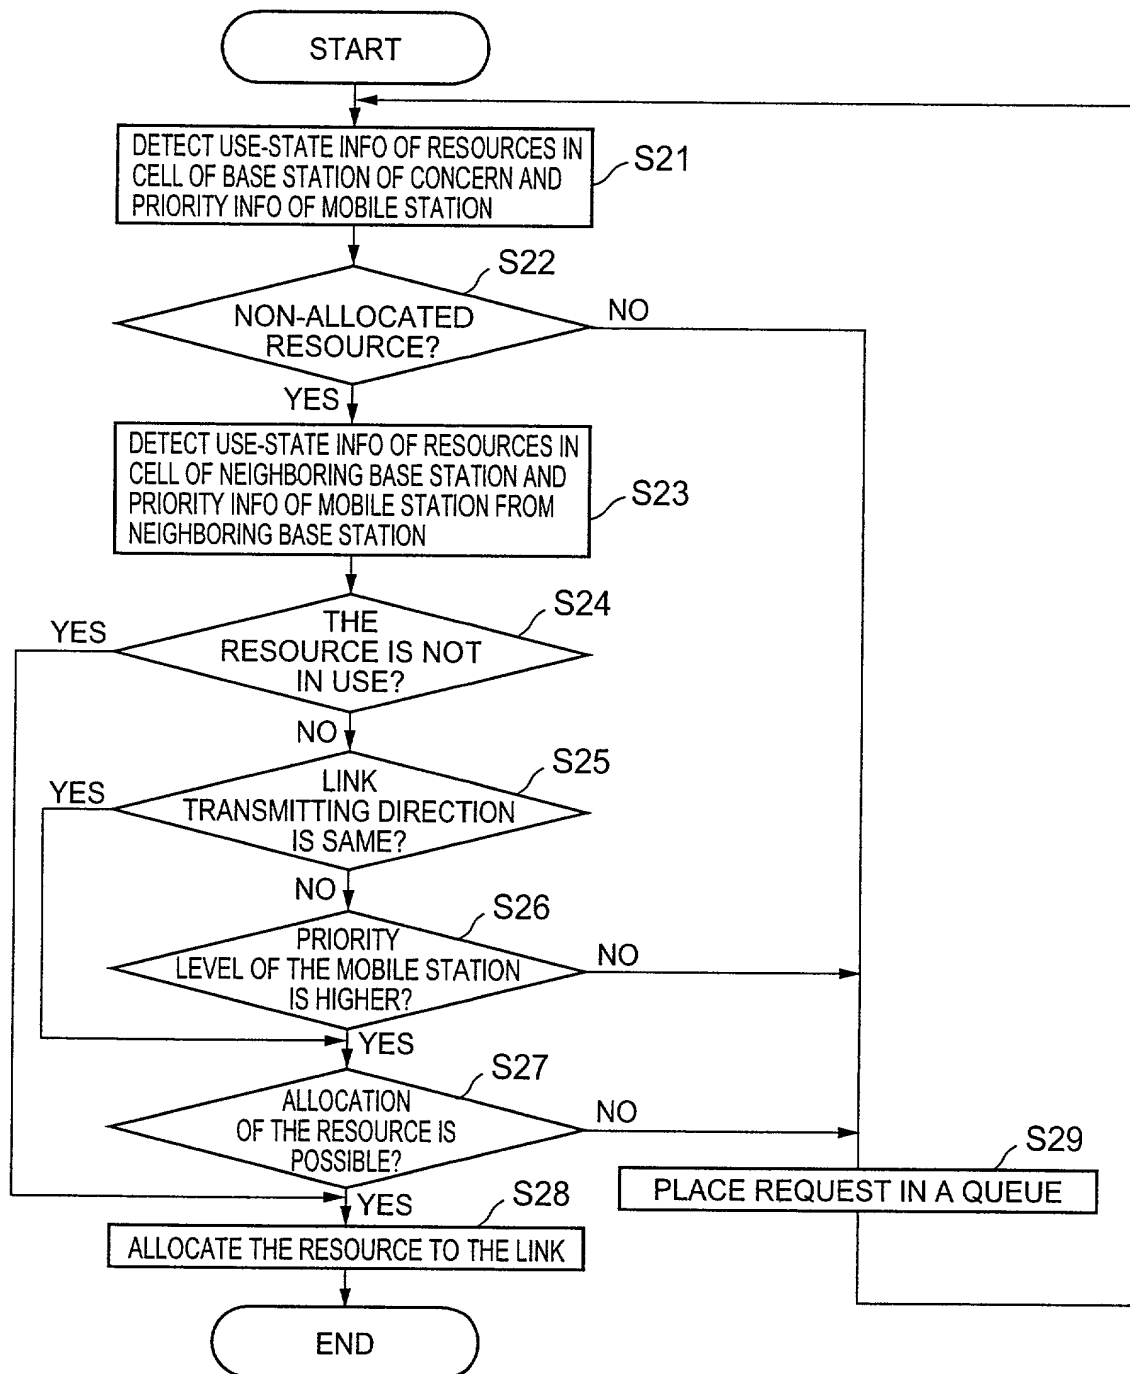 START
DETECT USE-STATE INFO OF RESOURCES IN
CELL OF BASE STATION OF CONCERN AND
PRIORITY INFO OF MOBILE STATION
S21
S22
NON-ALLOCATED
RESOURCE?
NO
YES
DETECT USE-STATE INFO OF RESOURCES IN
CELL OF NEIGHBORING BASE STATION AND
PRIORITY INFO OF MOBILE STATION FROM
NEIGHBORING BASE STATION
S23
S24
YES
THE
RESOURCE IS NOT
IN USE?
NO
S25
YES
LINK
TRANSMITTING DIRECTION
IS SAME?
NO
S26
PRIORITY
LEVEL OF THE MOBILE STATION
IS HIGHER?
NO
YES
S27
ALLOCATION
OF THE RESOURCE IS
POSSIBLE?
NO
YES
S28
ALLOCATE THE RESOURCE TO THE LINK
S29
PLACE REQUEST IN A QUEUE
END